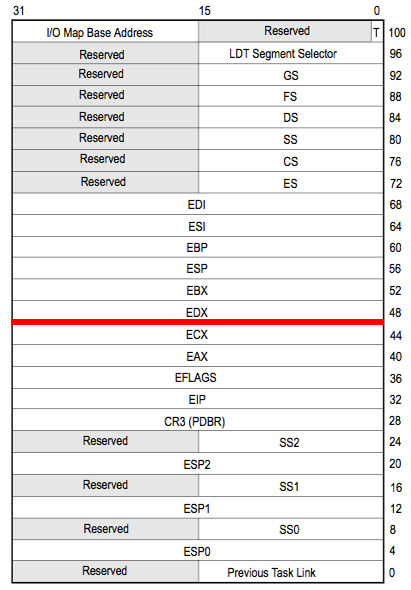 31 15 0
I/O Map Base Address Reserved T 100
Reserved LDT Segment Selector 96
Reserved GS 92
Reserved FS 88
Reserved DS 84
Reserved SS 80
Reserved CS 76
Reserved ES 72
EDI 68
ESI 64
EBP 60
ESP 56
EBX 52
EDX 48
ECX 44
EAX 40
EFLAGS 36
EIP 32
CR3 (PDBR) 28
Reserved SS2 24
ESP2 20
Reserved SS1 16
ESP1 12
Reserved SS0 8
ESP0 4
Reserved Previous Task Link 0